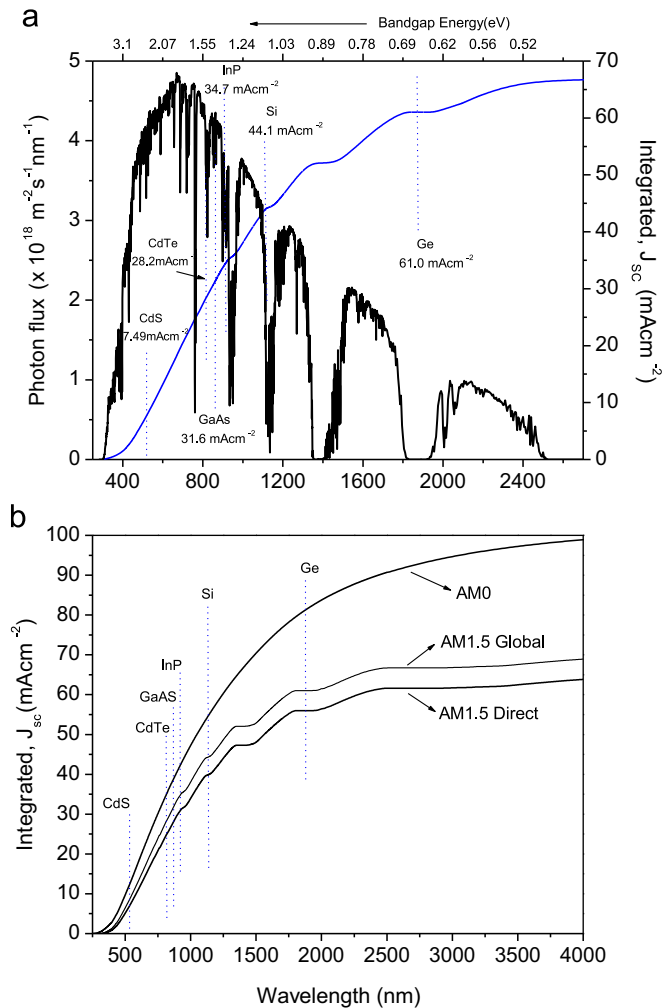 a
Bandgap Energy(eV)
3.1 2.07 1.55 1.24 1.03 0.89 0.78 0.69 0.62 0.56 0.52
Photon flux (x 10¹⁸ m⁻²s⁻¹nm⁻¹)
5
4
3
2
1
0
70
60
50
40
30
20
10
0
Integrated, J_SC (mAcm⁻²)
InP
34.7 mAcm⁻²
Si
44.1 mAcm⁻²
CdTe
28.2mAcm⁻²
Ge
61.0 mAcm⁻²
CdS
7.49mAcm⁻²
GaAs
31.6 mAcm⁻²
400 800 1200 1600 2000 2400
b
Integrated, J_sc (mAcm⁻²)
100
90
80
70
60
50
40
30
20
10
0
AM0
AM1.5 Global
AM1.5 Direct
Ge
Si
InP
GaAS
CdTe
CdS
500 1000 1500 2000 2500 3000 3500 4000
Wavelength (nm)